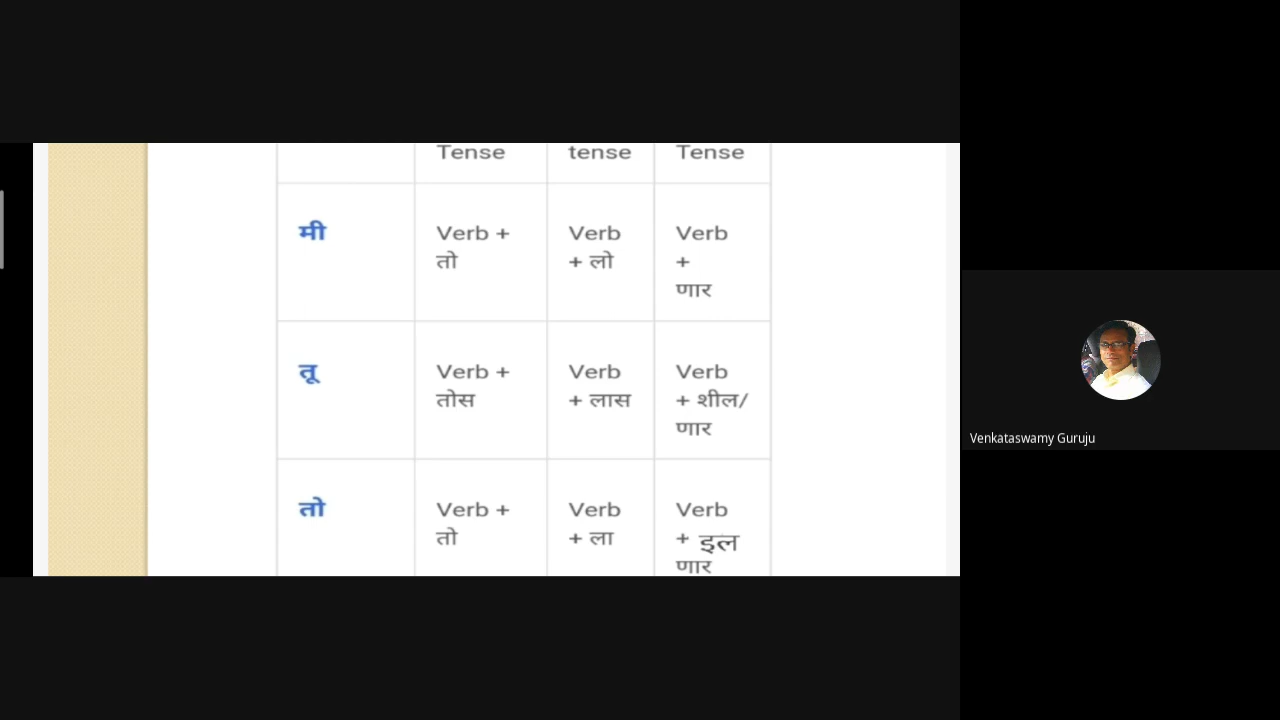 Tense tense Tense
मी Verb + Verb Verb
तो + लो +
णार
तू Verb + Verb Verb
तोस + लास + शील/
णार
तो Verb + Verb Verb
तो + ला + इल
णार
Venkataswamy Guruju